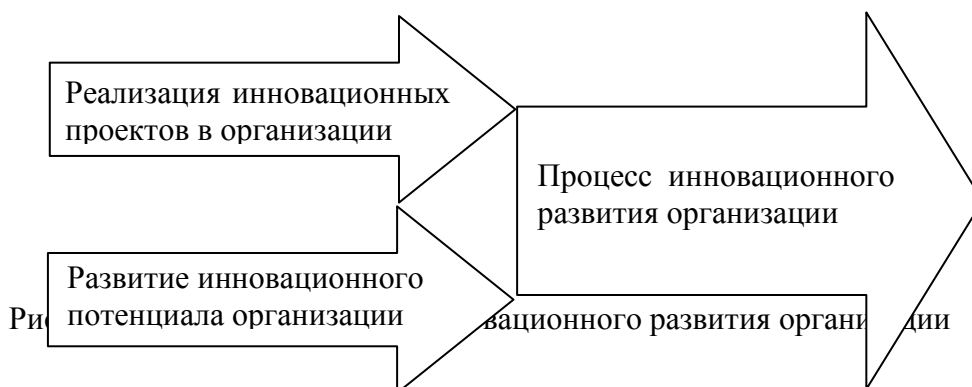 Реализация инновационных
проектов в организации
Процесс инновационного
развития организации
Развитие инновационного
потенциала организации
развития